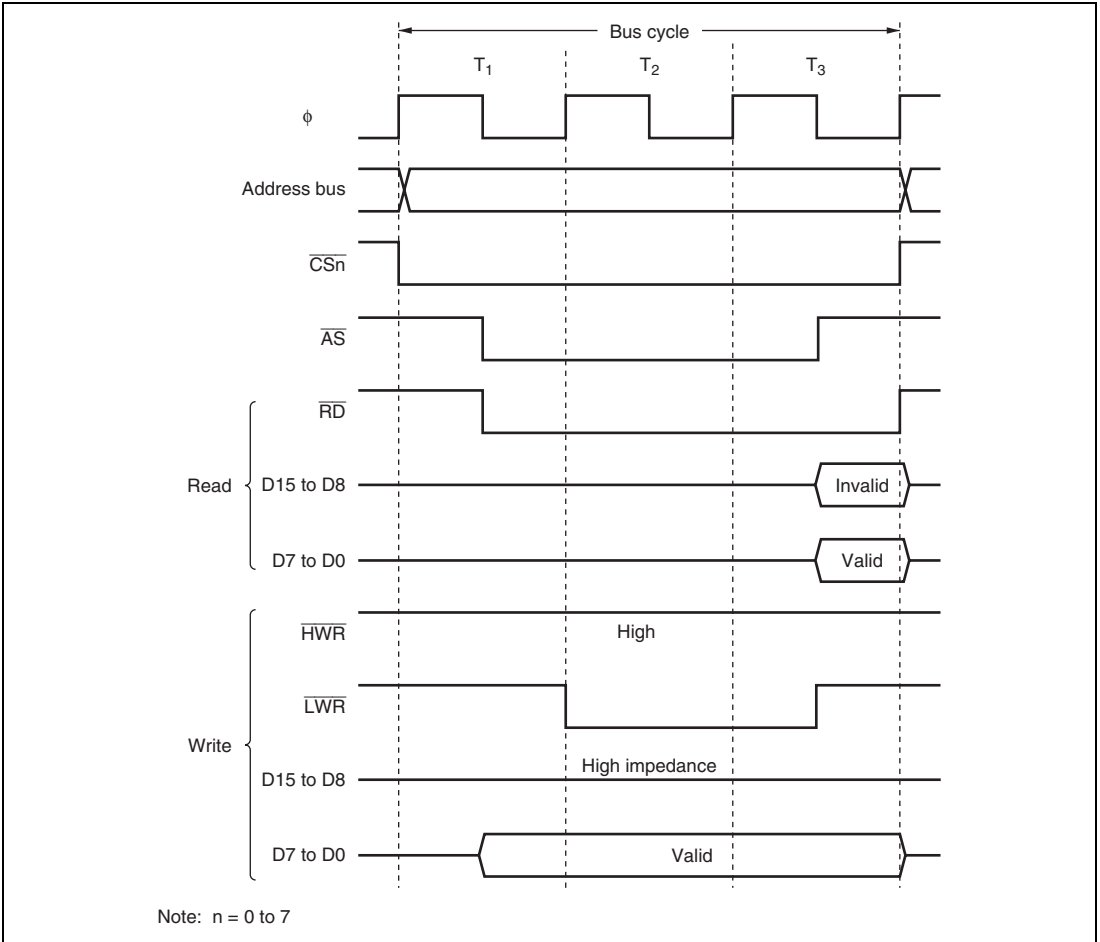 Bus cycle
T1 T2 T3
ϕ
Address bus
CSn
AS
RD
Read
D15 to D8 Invalid
D7 to D0 Valid
HWR High
LWR
Write
High impedance
D15 to D8
D7 to D0 Valid
Note: n = 0 to 7